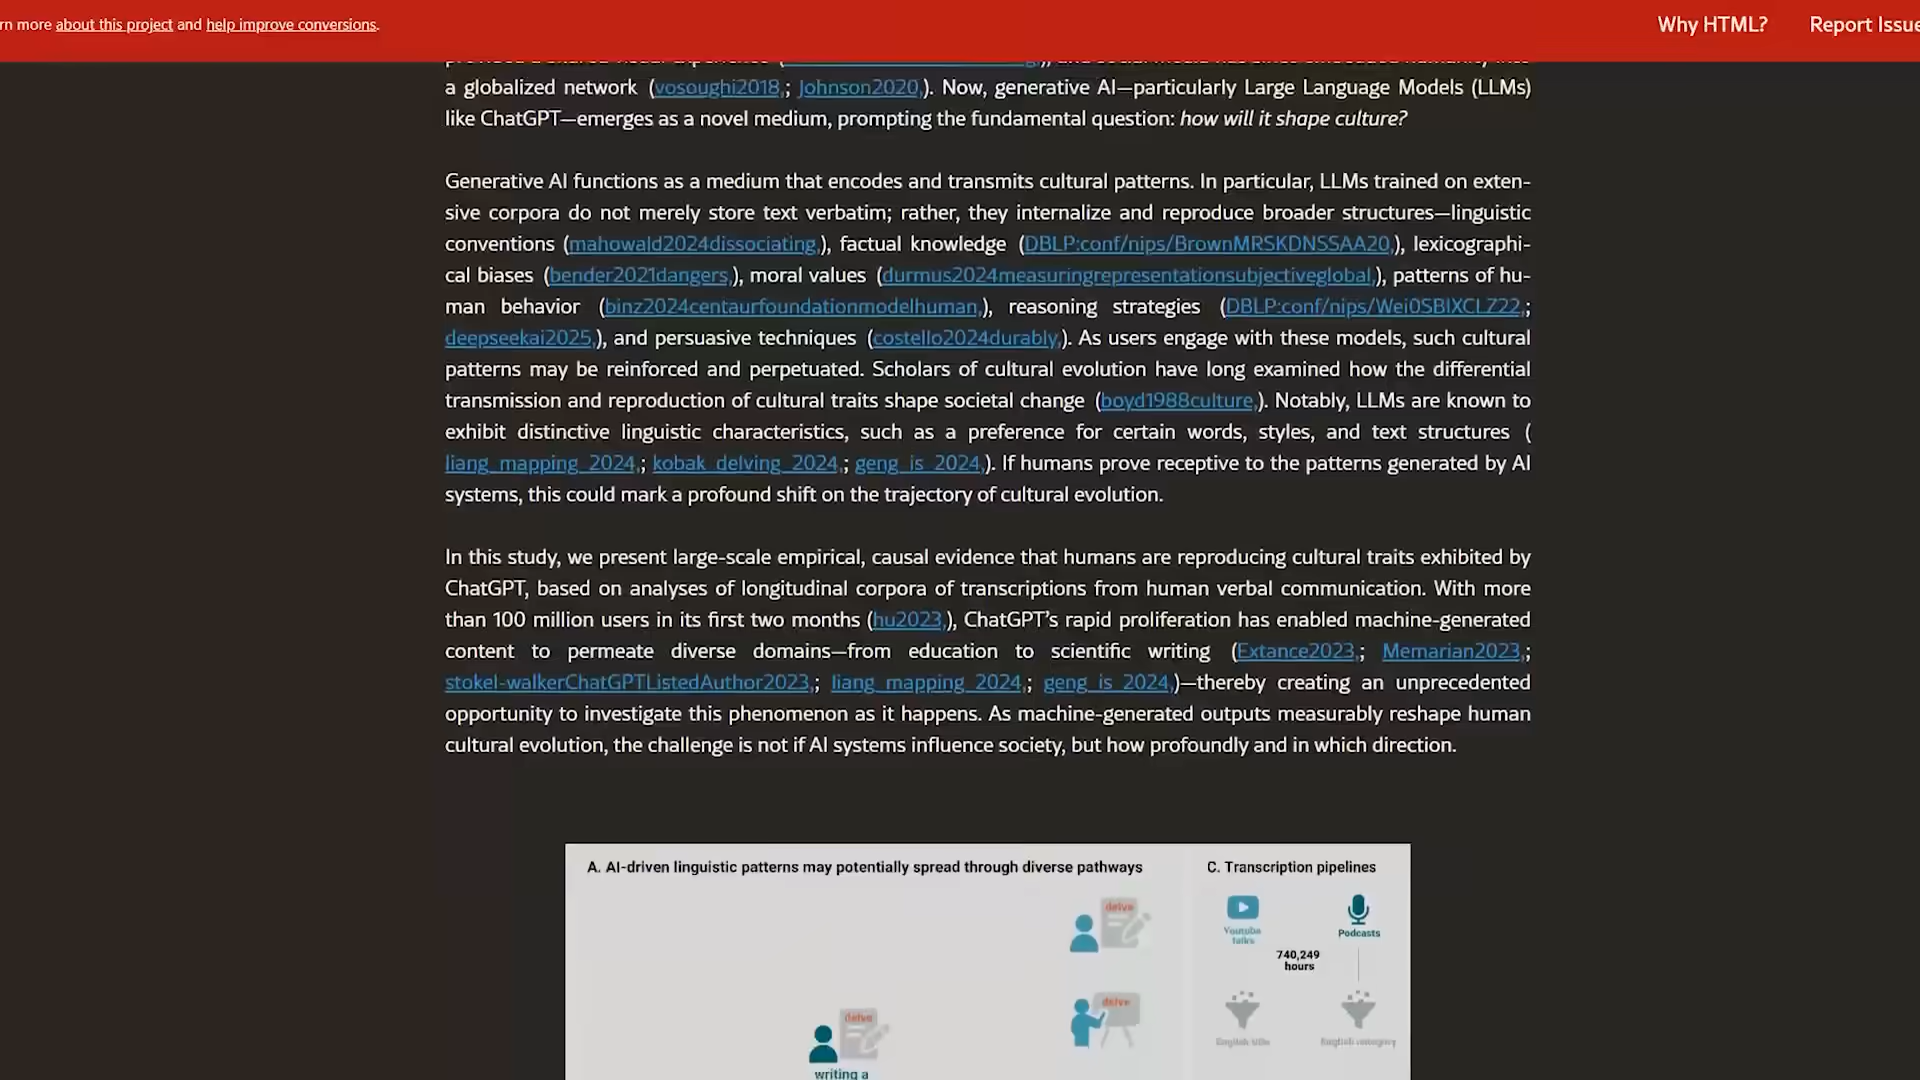 rn more about this project and help improve conversions.
Why HTML?
Report Issue
a globalized network (vosoughi2018,; Johnson2020,). Now, generative AI—particularly Large Language Models (LLMs)
like ChatGPT—emerges as a novel medium, prompting the fundamental question: how will it shape culture?
Generative AI functions as a medium that encodes and transmits cultural patterns. In particular, LLMs trained on exten-
sive corpora do not merely store text verbatim; rather, they internalize and reproduce broader structures—linguistic
conventions (mahowald2024dissociating,), factual knowledge (DBLP:conf/nips/BrownMRSKDNSSAA20,), lexicographi-
cal biases (bender2021dangers,), moral values (durmus2024measuringrepresentationsubjectiveglobal,), patterns of hu-
man behavior (binz2024centaurfoundationmodelhuman,), reasoning strategies (DBLP:conf/nips/Wei0SBIXCLZ22,;
deepseekai2025,), and persuasive techniques (costello2024durably,). As users engage with these models, such cultural
patterns may be reinforced and perpetuated. Scholars of cultural evolution have long examined how the differential
transmission and reproduction of cultural traits shape societal change (boyd1988culture,). Notably, LLMs are known to
exhibit distinctive linguistic characteristics, such as a preference for certain words, styles, and text structures (
liang_mapping_2024,; kobak_delving_2024,; geng_is_2024,). If humans prove receptive to the patterns generated by AI
systems, this could mark a profound shift on the trajectory of cultural evolution.
In this study, we present large-scale empirical, causal evidence that humans are reproducing cultural traits exhibited by
ChatGPT, based on analyses of longitudinal corpora of transcriptions from human verbal communication. With more
than 100 million users in its first two months (hu2023,), ChatGPT's rapid proliferation has enabled machine-generated
content to permeate diverse domains—from education to scientific writing (Extance2023,; Memarian2023,;
stokel-walkerChatGPTListedAuthor2023,; liang_mapping_2024,; geng_is_2024,)—thereby creating an unprecedented
opportunity to investigate this phenomenon as it happens. As machine-generated outputs measurably reshape human
cultural evolution, the challenge is not if AI systems influence society, but how profoundly and in which direction.
A. AI-driven linguistic patterns may potentially spread through diverse pathways
C. Transcription pipelines
delve
Youtube
talks
Podcasts
740,249
hours
delve
delve
English title
English category
writing a